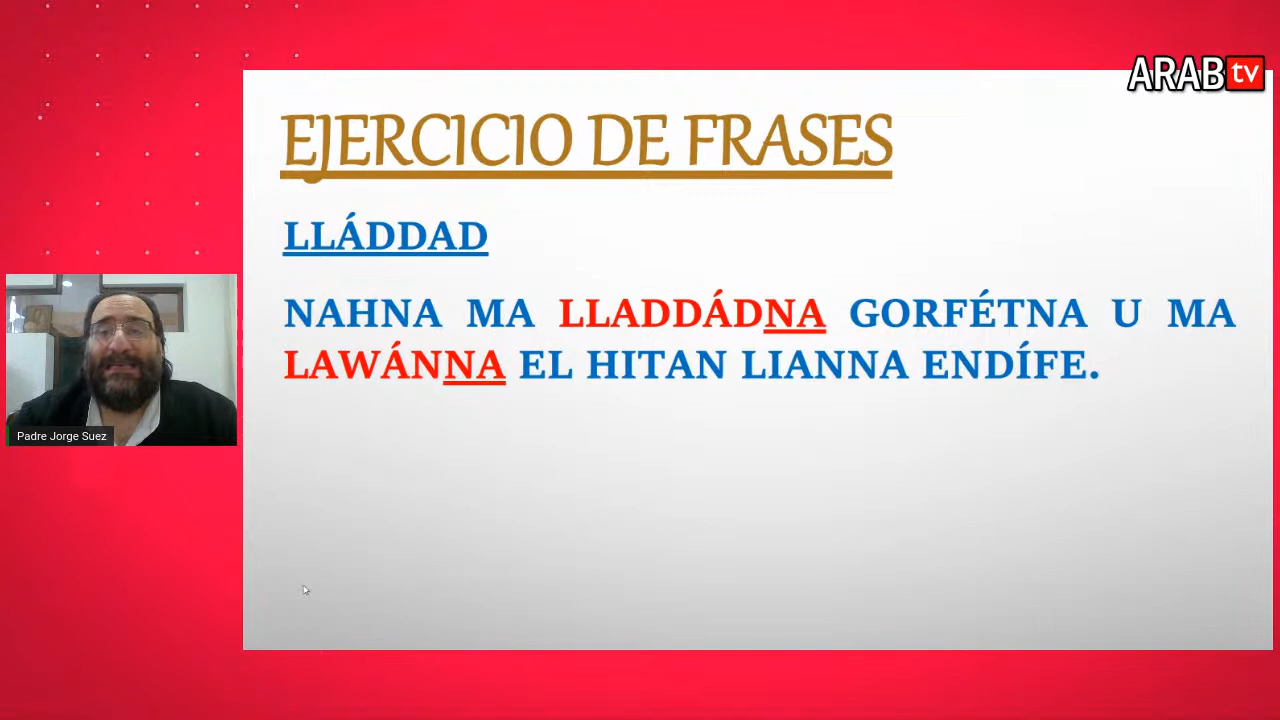 ARAB tv
EJERCICIO DE FRASES
LLÁDDAD
NAHNA MA LLADDÁDNA GORFÉTNA U MA
LAWÁNNA EL HITAN LIANNA ENDÍFE.
Padre Jorge Suez